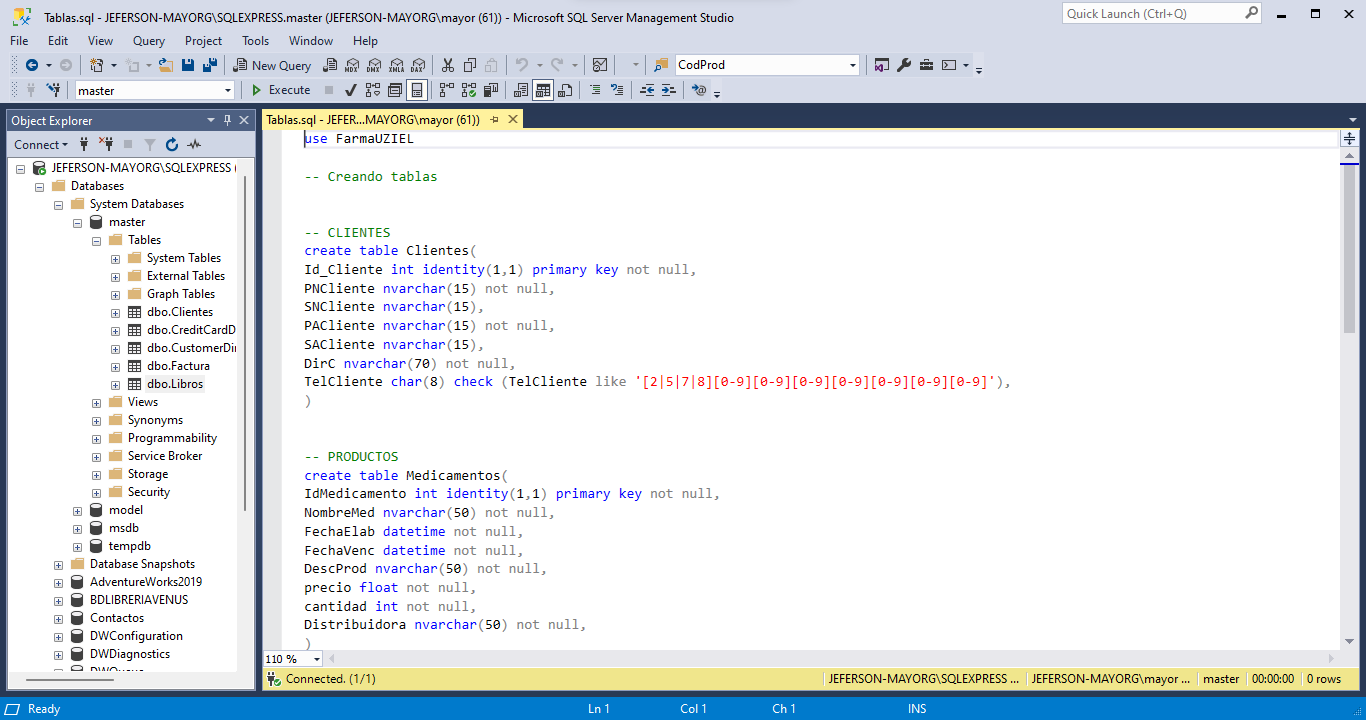 Tablas.sql - JEFERSON-MAYORG\SQLEXPRESS.master (JEFERSON-MAYORG\mayor (61)) - Microsoft SQL Server Management Studio
Quick Launch (Ctrl+Q)
File Edit View Query Project Tools Window Help
New Query MDX DMX XMLA DAX CodProd
master Execute
Object Explorer
Connect
JEFERSON-MAYORG\SQLEXPRESS (
Databases
System Databases
master
Tables
System Tables
External Tables
Graph Tables
dbo.Clientes
dbo.CreditCardD
dbo.CustomerDir
dbo.Factura
dbo.Libros
Views
Synonyms
Programmability
Service Broker
Storage
Security
model
msdb
tempdb
Database Snapshots
AdventureWorks2019
BDLIBRERIAVENUS
Contactos
DWConfiguration
DWDiagnostics
DWQueue
Tablas.sql - JEFER...MAYORG\mayor (61))
use FarmaUZIEL
-- Creando tablas
-- CLIENTES
create table Clientes(
Id_Cliente int identity(1,1) primary key not null,
PNCliente nvarchar(15) not null,
SNCliente nvarchar(15),
PACliente nvarchar(15) not null,
SACliente nvarchar(15),
DirC nvarchar(70) not null,
TelCliente char(8) check (TelCliente like '[2|5|7|8][0-9][0-9][0-9][0-9][0-9][0-9][0-9]'),
)
-- PRODUCTOS
create table Medicamentos(
IdMedicamento int identity(1,1) primary key not null,
NombreMed nvarchar(50) not null,
FechaElab datetime not null,
FechaVenc datetime not null,
DescProd nvarchar(50) not null,
precio float not null,
cantidad int not null,
Distribuidora nvarchar(50) not null,
)
110 %
Connected. (1/1) JEFERSON-MAYORG\SQLEXPRESS ... JEFERSON-MAYORG\mayor ... master 00:00:00 0 rows
Ready Ln 1 Col 1 Ch 1 INS